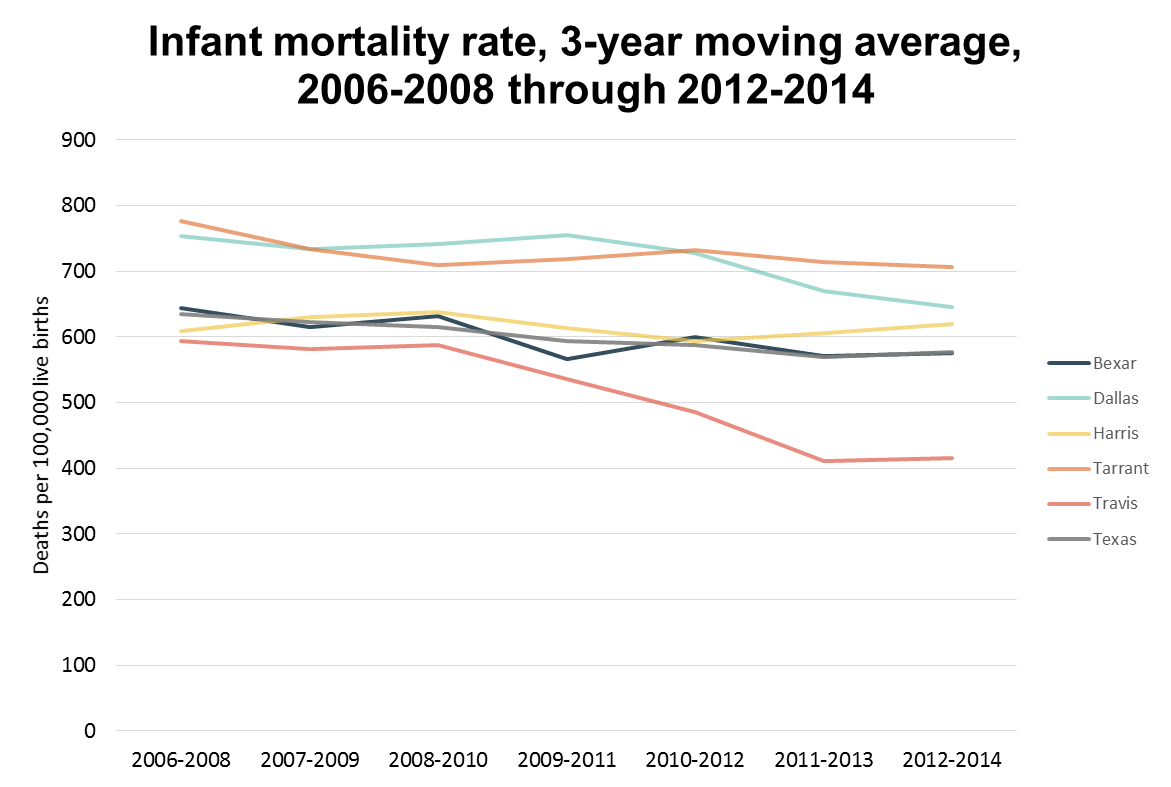 Infant mortality rate, 3-year moving average,
2006-2008 through 2012-2014
Deaths per 100,000 live births
900
800
700
600
500
400
300
200
100
0
2006-2008 2007-2009 2008-2010 2009-2011 2010-2012 2011-2013 2012-2014
Bexar
Dallas
Harris
Tarrant
Travis
Texas